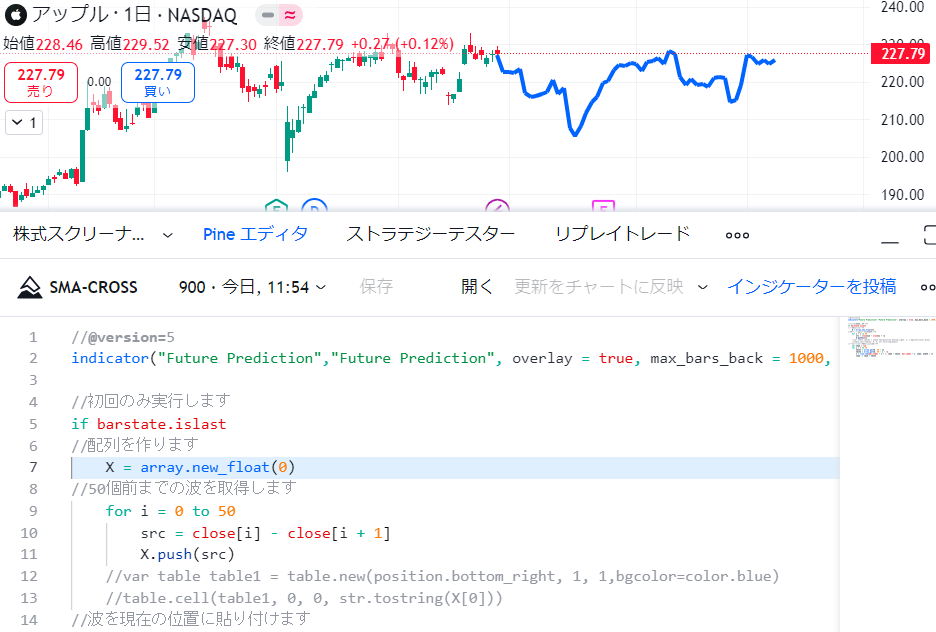 アップル · 1日 · NASDAQ
始値228.46 高値229.52 安値227.30 終値227.79 +0.27 (+0.12%)
227.79
売り
0.00
227.79
買い
1
240.00
230.00
227.79
220.00
210.00
200.00
190.00
E
D
E
株式スクリーナ...
Pine エディタ
ストラテジーテスター
リプレイトレード
SMA-CROSS
900 · 今日, 11:54
保存
開く
更新をチャートに反映
インジケーターを投稿
1 //@version=5
2 indicator("Future Prediction","Future Prediction", overlay = true, max_bars_back = 1000,
3
4 //初回のみ実行します
5 if barstate.islast
6 //配列を作ります
7 X = array.new_float(0)
8 //50個前までの波を取得します
9 for i = 0 to 50
10 src = close[i] - close[i + 1]
11 X.push(src)
12 //var table table1 = table.new(position.bottom_right, 1, 1,bgcolor=color.blue)
13 //table.cell(table1, 0, 0, str.tostring(X[0]))
14 //波を現在の位置に貼り付けます